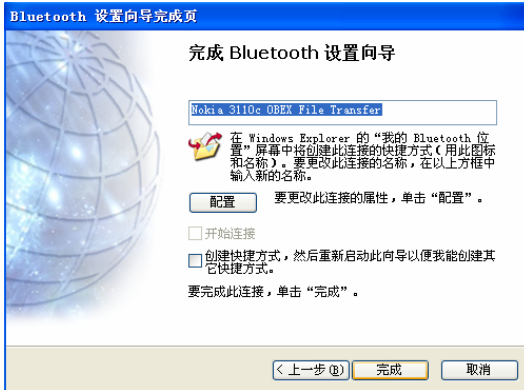 Bluetooth 设置向导完成页
完成 Bluetooth 设置向导
Nokia 3110c OBEX File Transfer
在 Windows Explorer 的“我的 Bluetooth 位
置”屏幕中将创建此连接的快捷方式(用此图标
和名称)。要更改此连接的名称,在以上方框中
输入新的名称。
配置
要更改此连接的属性,单击“配置”。
开始连接
创建快捷方式,然后重新启动此向导以便我能创建其
它快捷方式。
要完成此连接,单击“完成”。
<上一步(B)
完成
取消